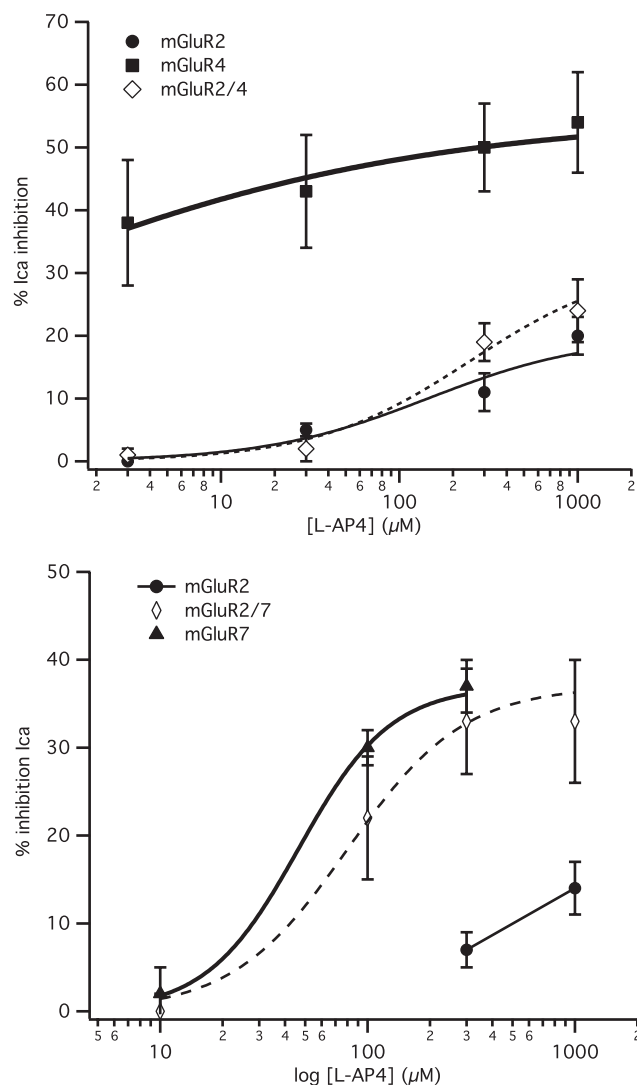 70
60
50
40
30
20
10
0
% Ica inhibition
mGluR2
mGluR4
mGluR2/4
2 4 6 8 10 2 4 6 8 100 2 4 6 8 1000 2
[L-AP4] (µM)
50
40
30
20
10
0
% inhibition Ica
mGluR2
mGluR2/7
mGluR7
5 6 10 2 3 4 5 6 100 2 3 4 5 6 1000 2
log [L-AP4] (µM)